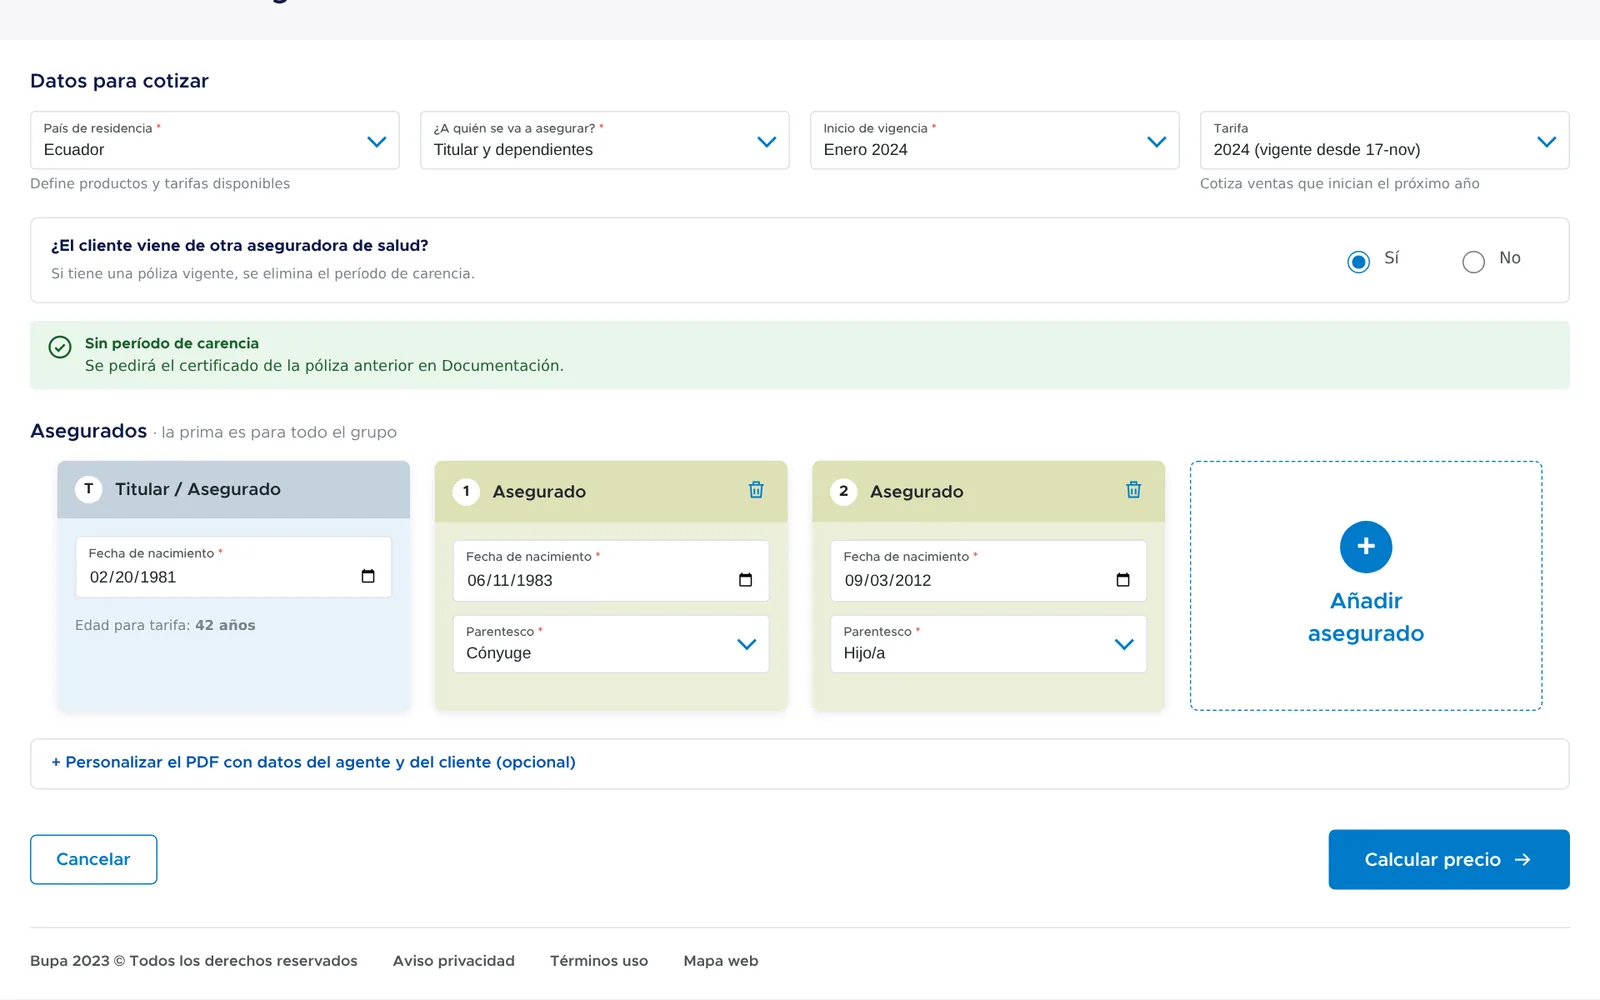 Datos para cotizar
País de residencia *
Ecuador
Define productos y tarifas disponibles
¿A quién se va a asegurar? *
Titular y dependientes
Inicio de vigencia *
Enero 2024
Tarifa
2024 (vigente desde 17-nov)
Cotiza ventas que inician el próximo año
¿El cliente viene de otra aseguradora de salud?
Si tiene una póliza vigente, se elimina el período de carencia.
Sí
No
Sin período de carencia
Se pedirá el certificado de la póliza anterior en Documentación.
Asegurados · la prima es para todo el grupo
T Titular / Asegurado
Fecha de nacimiento *
02/20/1981
Edad para tarifa: 42 años
1 Asegurado
Fecha de nacimiento *
06/11/1983
Parentesco *
Cónyuge
2 Asegurado
Fecha de nacimiento *
09/03/2012
Parentesco *
Hijo/a
+
Añadir
asegurado
+ Personalizar el PDF con datos del agente y del cliente (opcional)
Cancelar
Calcular precio →
Bupa 2023 © Todos los derechos reservados
Aviso privacidad
Términos uso
Mapa web